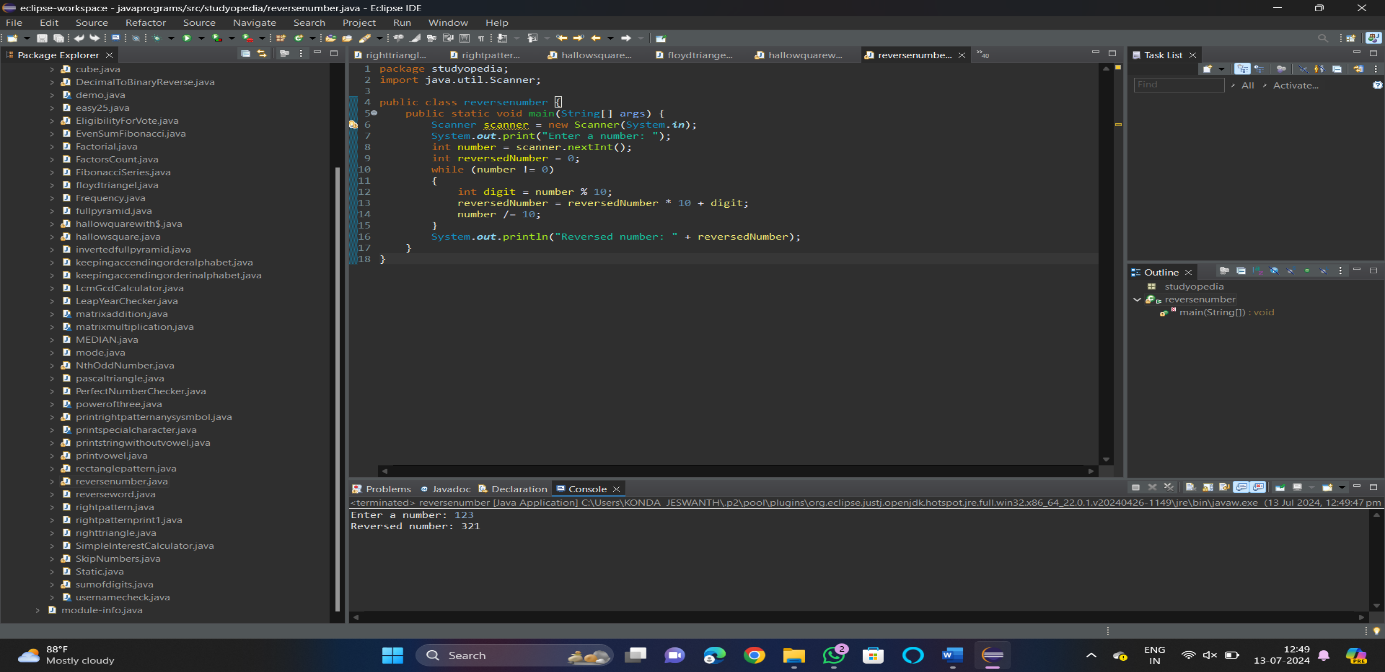 eclipse-workspace - javaprograms/src/studyopedia/reversenumber.java - Eclipse IDE
File Edit Source Refactor Source Navigate Search Project Run Window Help
Package Explorer
cube.java
DecimalToBinaryReverse.java
demo.java
easy25.java
EligibilityForVote.java
EvenSumFibonacci.java
Factorial.java
FactorsCount.java
FibonacciSeries.java
floydtriangel.java
Frequency.java
fullpyramid.java
hallowquarewith$.java
hallowsquare.java
invertedfullpyramid.java
keepingaccendingorderalphabet.java
keepingaccendingorderinalphabet.java
LcmGcdCalculator.java
LeapYearChecker.java
matrixaddition.java
matrixmultiplication.java
MEDIAN.java
mode.java
NthOddNumber.java
pascaltriangle.java
PerfectNumberChecker.java
powerofthree.java
printrightpatternanysysmbol.java
printspecialcharacter.java
printstringwithoutvowel.java
printvowel.java
rectanglepattern.java
reversenumber.java
reverseword.java
rightpattern.java
rightpatternprint1.java
righttriangle.java
SimpleInterestCalculator.java
SkipNumbers.java
Static.java
sumofdigits.java
usernamecheck.java
module-info.java
righttriangl... rightpatter... hallowsquare... floydtriange... hallowquarew... reversenumbe... 40
1 package studyopedia;
2 import java.util.Scanner;
3
4 public class reversenumber {
5 public static void main(String[] args) {
6 Scanner scanner = new Scanner(System.in);
7 System.out.print("Enter a number: ");
8 int number = scanner.nextInt();
9 int reversedNumber = 0;
10 while (number != 0)
11 {
12 int digit = number % 10;
13 reversedNumber = reversedNumber * 10 + digit;
14 number /= 10;
15 }
16 System.out.println("Reversed number: " + reversedNumber);
17 }
18 }
Task List
Find All Activate...
Outline
studyopedia
reversenumber
main(String[]) : void
Problems Javadoc Declaration Console
<terminated> reversenumber [Java Application] C:\Users\KONDA JESWANTH\.p2\pool\plugins\org.eclipse.justj.openjdk.hotspot.jre.full.win32.x86_64_22.0.1.v20240426-1149\jre\bin\javaw.exe (13 Jul 2024, 12:49:47 pm
Enter a number: 123
Reversed number: 321
88°F
Mostly cloudy
Search
2
ENG
IN
12:49
13-07-2024